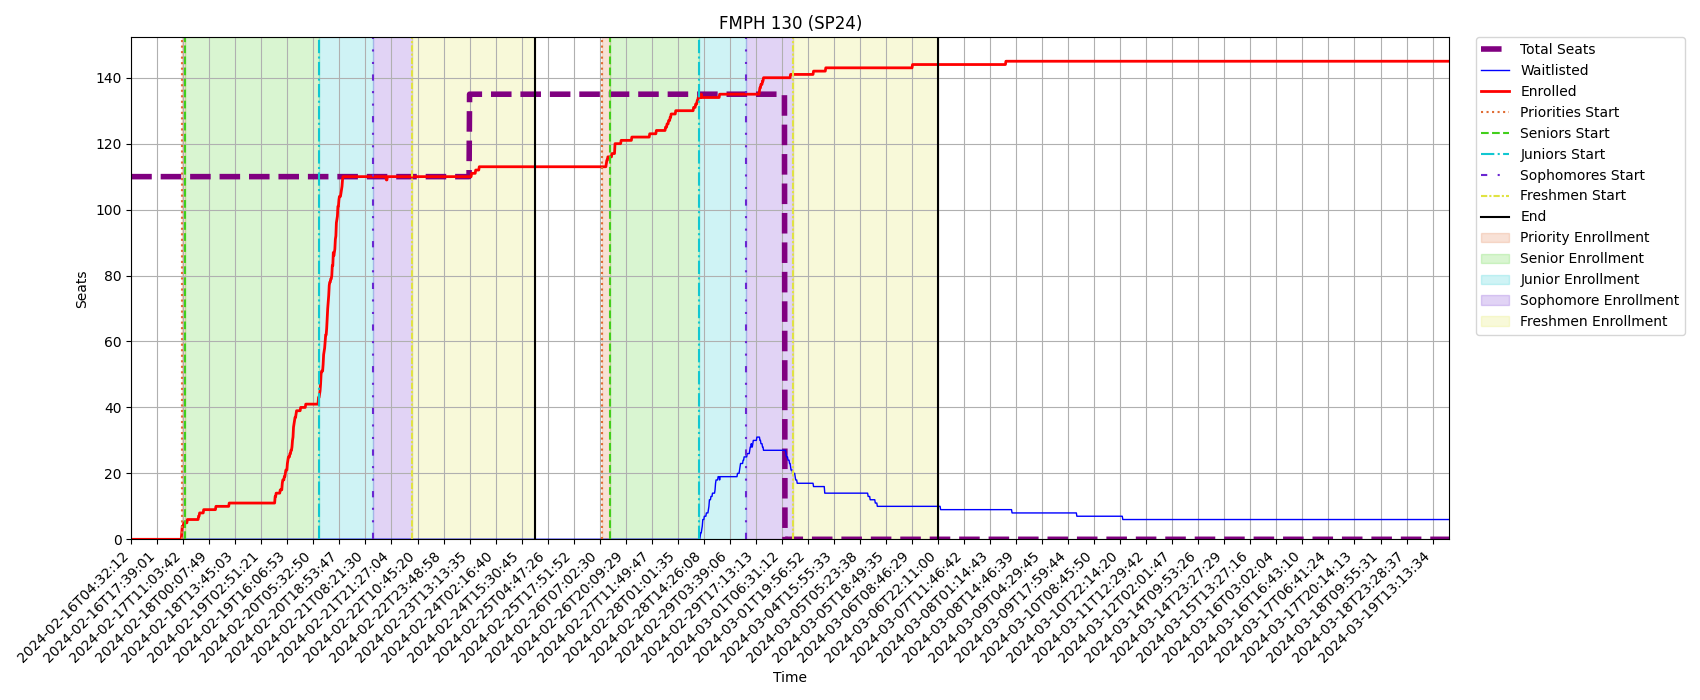 FMPH 130 (SP24)
Seats
140
120
100
80
60
40
20
0
2024-02-16T04:32:12
2024-02-16T17:39:01
2024-02-17T11:03:42
2024-02-18T00:07:49
2024-02-18T13:45:03
2024-02-19T02:51:21
2024-02-19T16:06:53
2024-02-20T05:32:50
2024-02-20T18:53:47
2024-02-21T08:21:30
2024-02-21T21:27:04
2024-02-22T10:45:20
2024-02-22T23:48:58
2024-02-23T13:13:35
2024-02-24T02:16:40
2024-02-24T15:30:45
2024-02-25T04:47:26
2024-02-25T17:51:52
2024-02-26T07:02:30
2024-02-26T20:09:29
2024-02-27T11:49:47
2024-02-28T01:01:35
2024-02-28T14:26:08
2024-02-29T03:39:06
2024-02-29T17:13:13
2024-03-01T06:31:12
2024-03-01T19:56:52
2024-03-04T15:55:33
2024-03-05T05:23:38
2024-03-05T18:49:35
2024-03-06T08:46:29
2024-03-06T22:11:00
2024-03-07T11:46:42
2024-03-08T01:14:43
2024-03-08T14:46:39
2024-03-09T04:29:45
2024-03-09T17:59:44
2024-03-10T08:45:50
2024-03-10T22:14:20
2024-03-11T12:29:42
2024-03-12T02:01:47
2024-03-14T09:53:26
2024-03-14T23:27:29
2024-03-15T13:27:16
2024-03-16T03:02:04
2024-03-16T16:43:10
2024-03-17T06:41:24
2024-03-17T20:14:13
2024-03-18T09:55:31
2024-03-18T23:28:37
2024-03-19T13:13:34
Time
Total Seats
Waitlisted
Enrolled
Priorities Start
Seniors Start
Juniors Start
Sophomores Start
Freshmen Start
End
Priority Enrollment
Senior Enrollment
Junior Enrollment
Sophomore Enrollment
Freshmen Enrollment